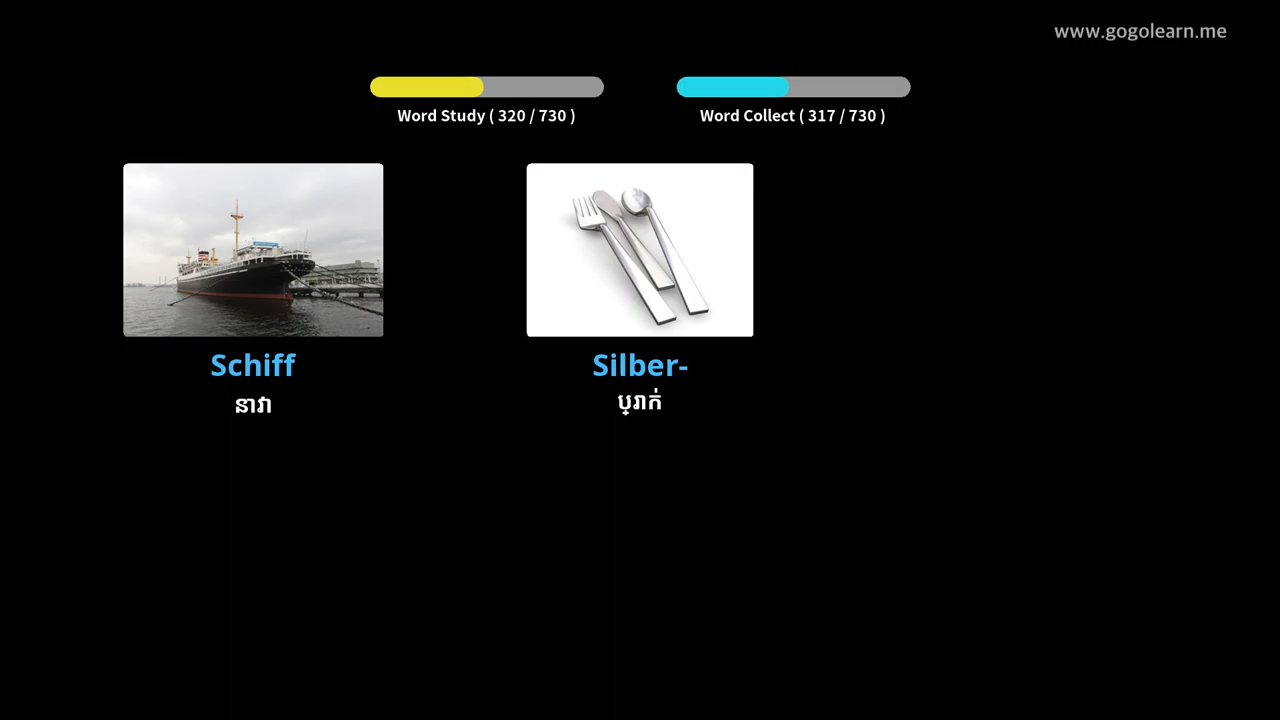 www.gogolearn.me
Word Study ( 320 / 730 )
Word Collect ( 317 / 730 )
Schiff
នាវា
Silber-
ប្រាក់